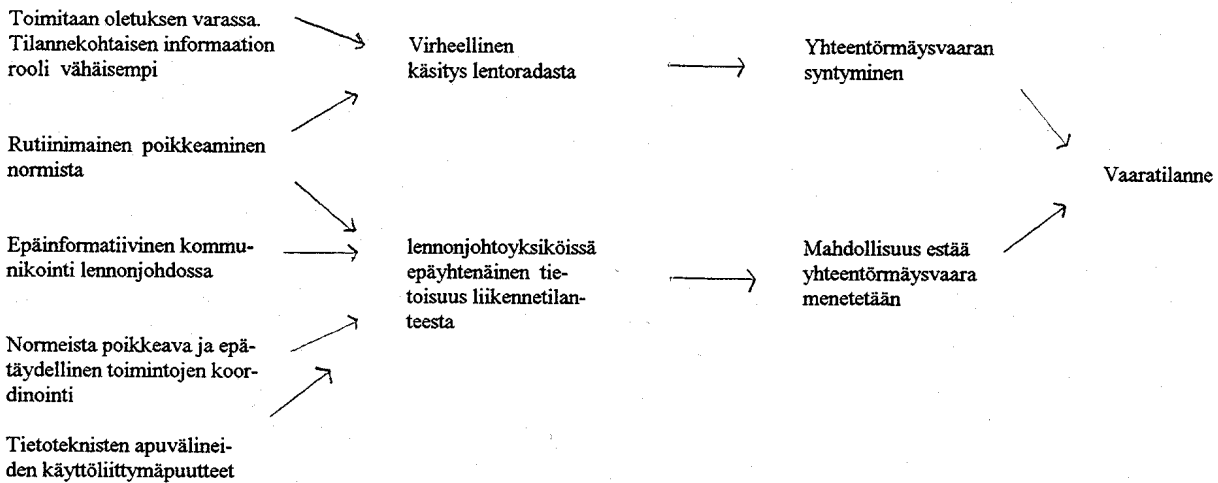 Toimitaan oletuksen varassa.
Tilannekohtaisen informaation
rooli vähäisempi
Virheellinen
käsitys lentoradasta
Yhteentörmäysvaaran
syntyminen
Rutiinimainen poikkeaminen
normista
Vaaratilanne
Epäinformatiivinen kommu-
nikointi lennonjohdossa
lennonjohtoyksiköissä
epäyhtenäinen tie-
toisuus liikennetilan-
teesta
Mahdollisuus estää
yhteentörmäysvaara
menetetään
Normeista poikkeava ja epä-
täydellinen toimintojen koor-
dinointi
Tietoteknisten apuvälinei-
den käyttöliittymäpuutteet